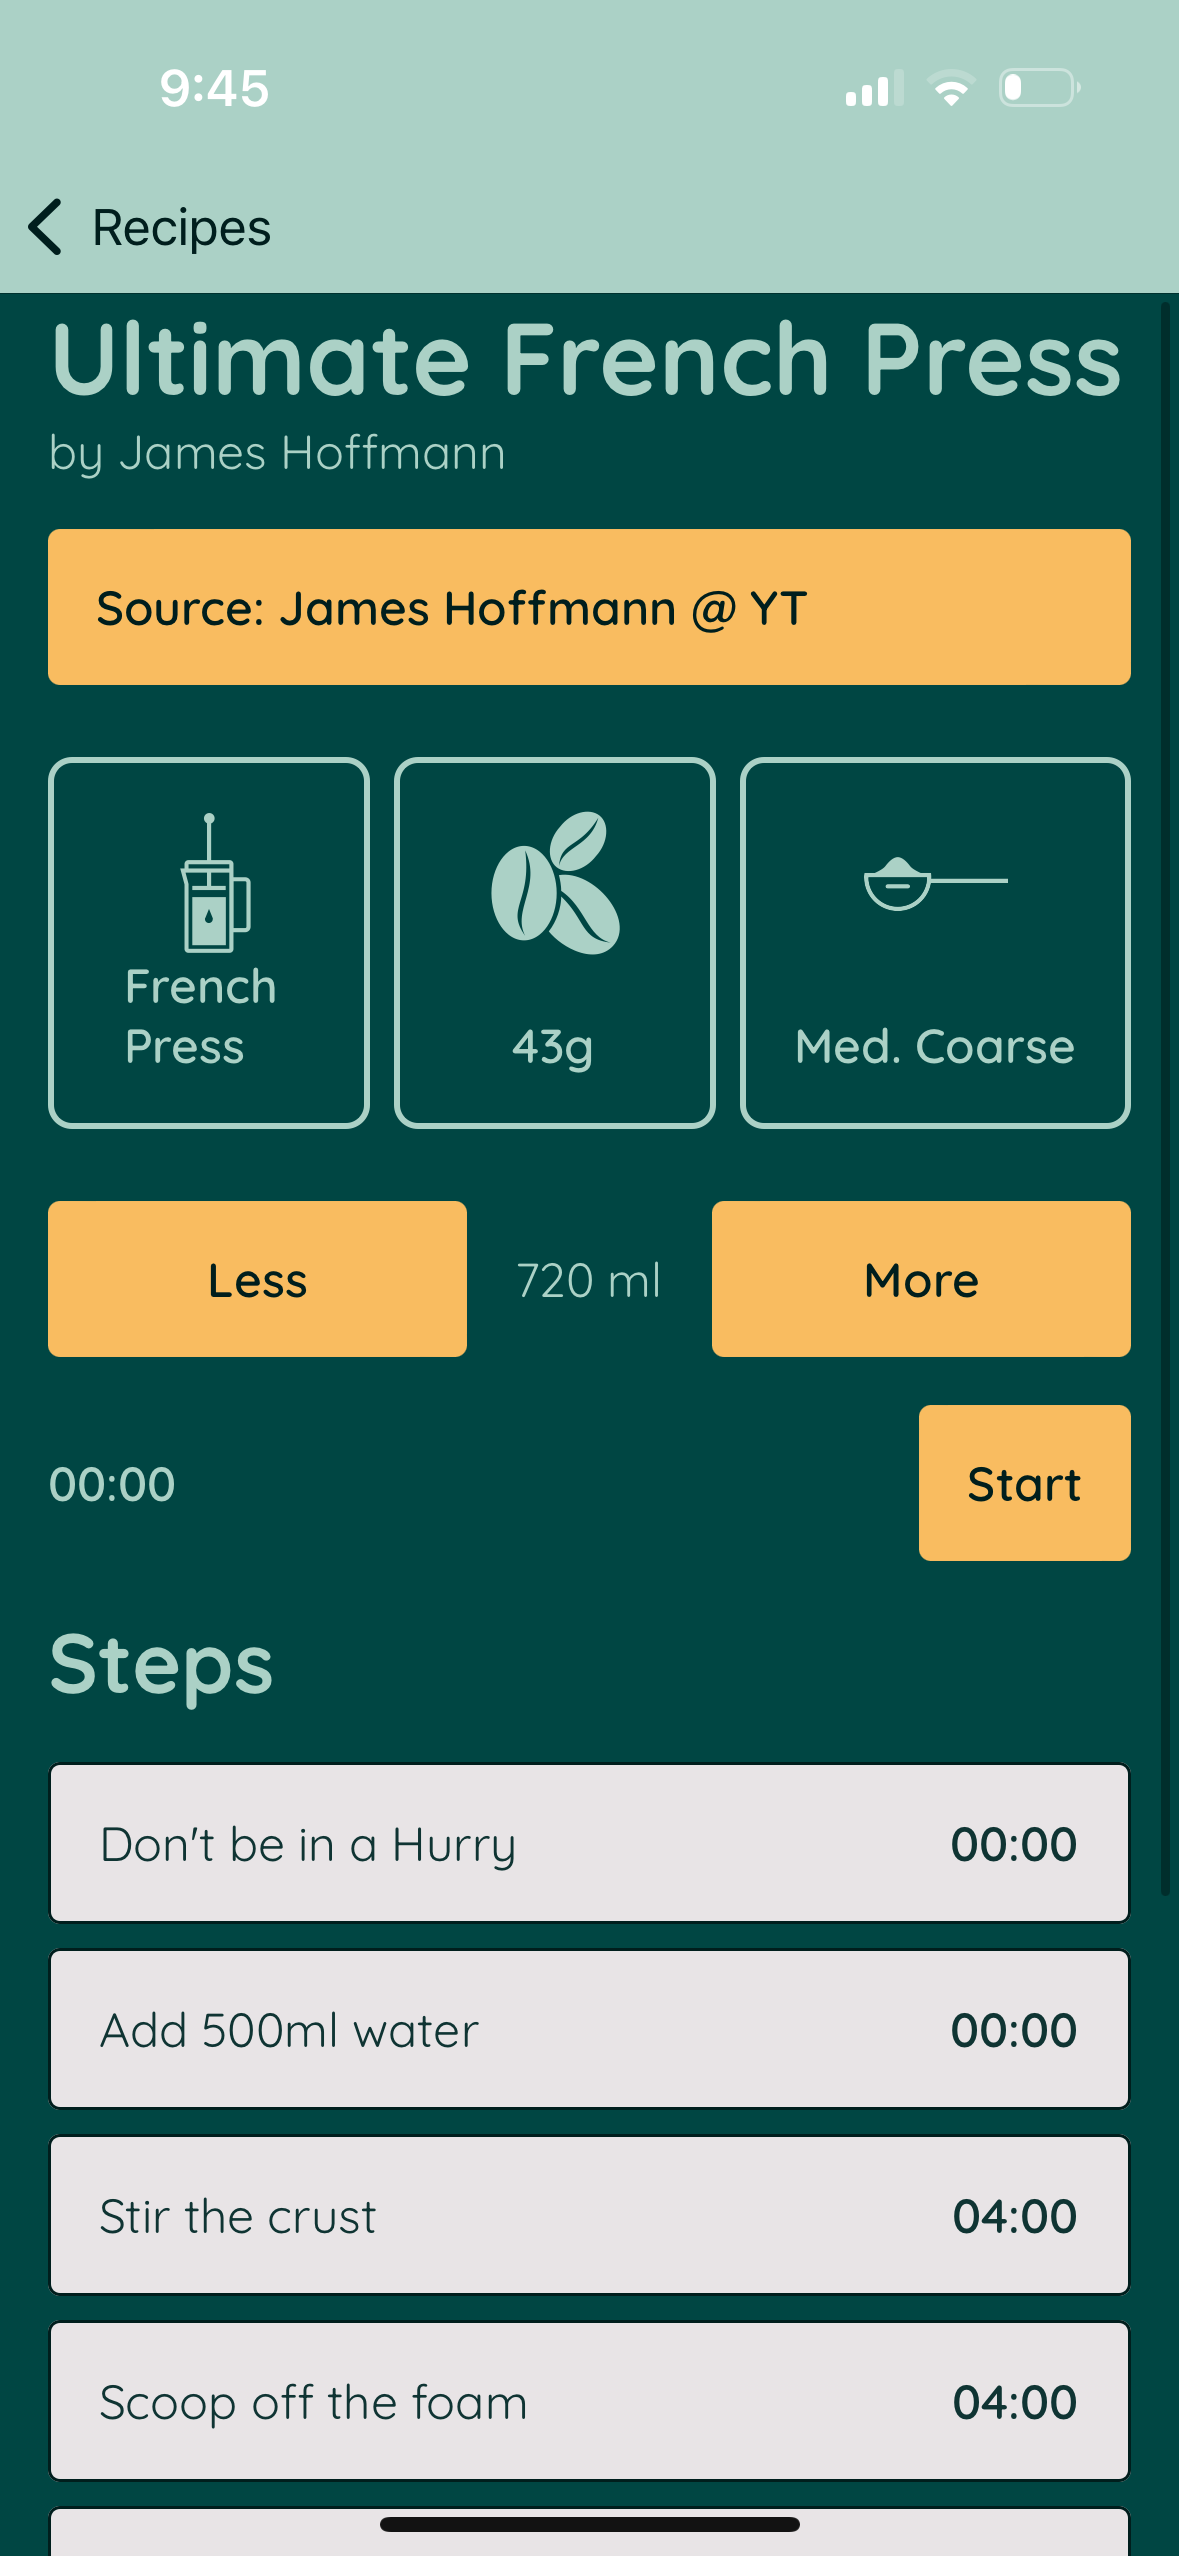 9:45
Recipes
Ultimate French Press
by James Hoffmann
Source: James Hoffmann @ YT
French
Press
43g
Med. Coarse
Less
720 ml
More
00:00
Start
Steps
Don't be in a Hurry 00:00
Add 500ml water 00:00
Stir the crust 04:00
Scoop off the foam 04:00